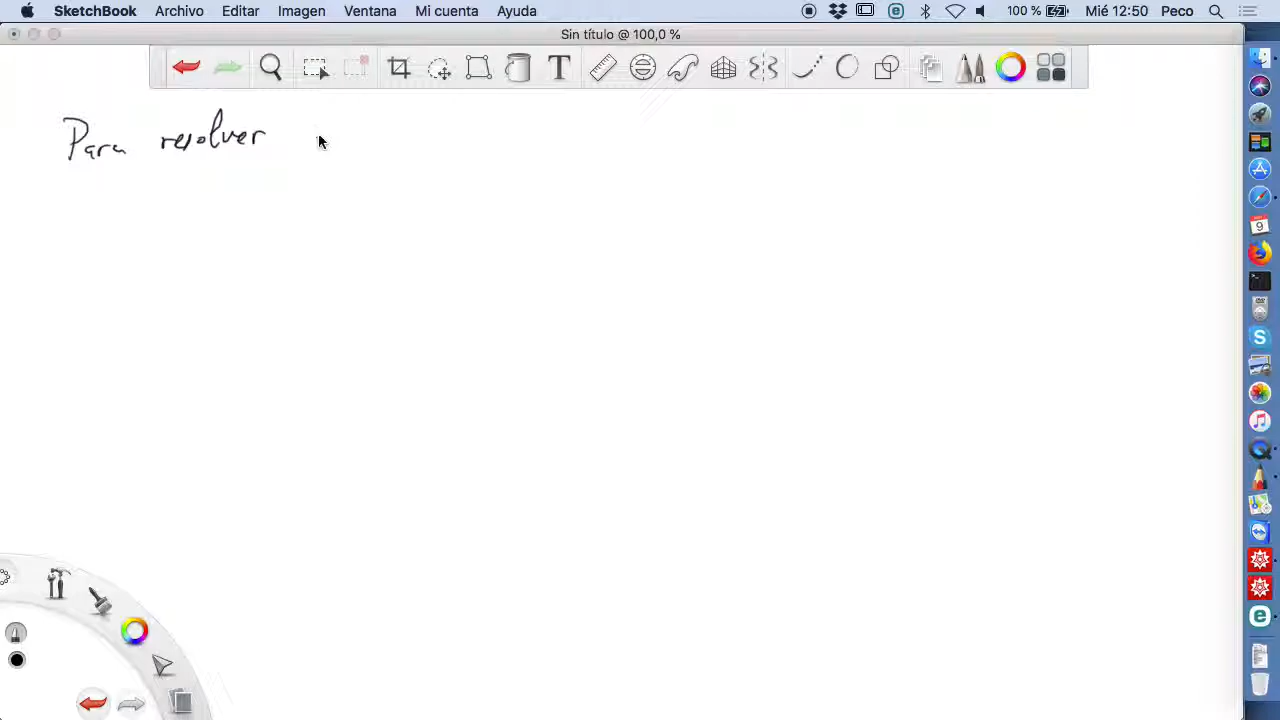 SketchBook Archivo Editar Imagen Ventana Mi cuenta Ayuda 100 % Mié 12:50 Peco
Sin título @ 100,0 %
T
Para resolver
9
S
e